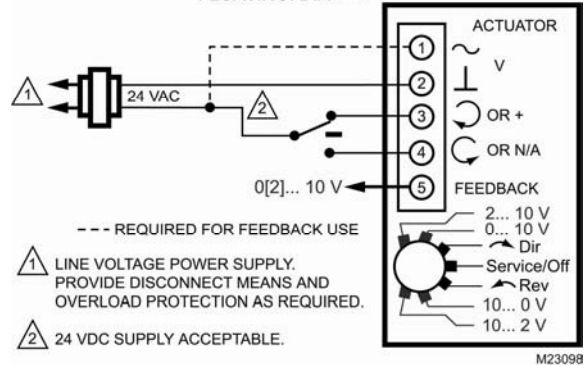 ACTUATOR
1
V
2
24 VAC
1
2
3
OR +
4
OR N/A
0[2]... 10 V
5
FEEDBACK
2... 10 V
0... 10 V
Dir
Service/Off
Rev
10... 0 V
10... 2 V
--- REQUIRED FOR FEEDBACK USE
1 LINE VOLTAGE POWER SUPPLY.
PROVIDE DISCONNECT MEANS AND
OVERLOAD PROTECTION AS REQUIRED.
2 24 VDC SUPPLY ACCEPTABLE.
M23098